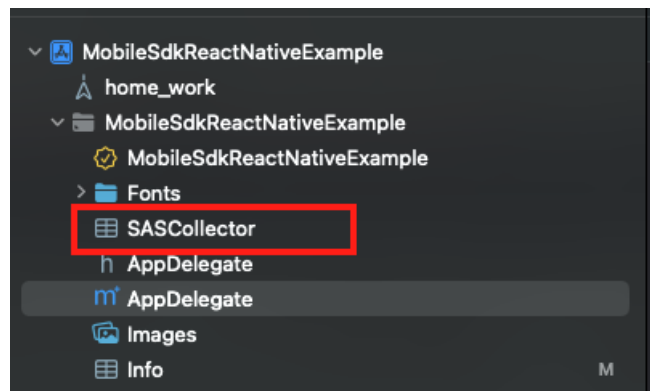 MobileSdkReactNativeExample
home_work
MobileSdkReactNativeExample
MobileSdkReactNativeExample
Fonts
SASCollector
h AppDelegate
m+ AppDelegate
Images
Info M